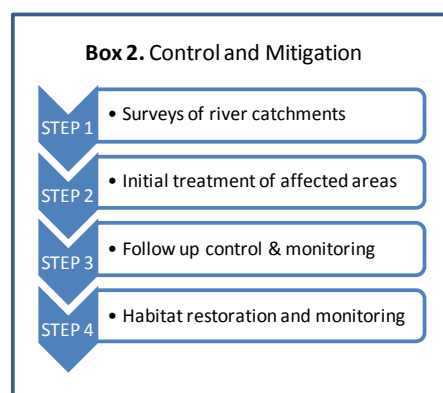 Box 2. Control and Mitigation
STEP 1
• Surveys of river catchments
STEP 2
• Initial treatment of affected areas
STEP 3
• Follow up control & monitoring
STEP 4
• Habitat restoration and monitoring